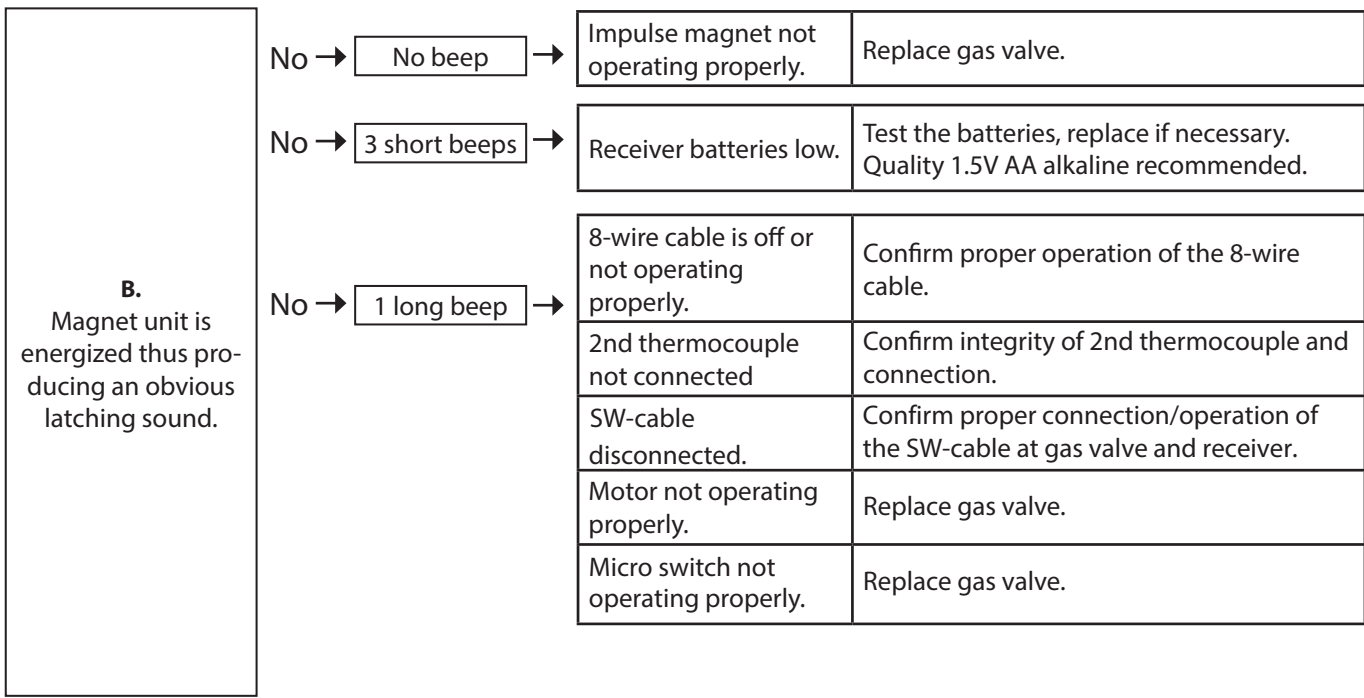 B.
Magnet unit is
energized thus pro-
ducing an obvious
latching sound.
No → No beep →
Impulse magnet not
operating properly.
Replace gas valve.
No → 3 short beeps →
Receiver batteries low.
Test the batteries, replace if necessary.
Quality 1.5V AA alkaline recommended.
No → 1 long beep →
8-wire cable is off or
not operating
properly.
Confirm proper operation of the 8-wire
cable.
2nd thermocouple
not connected
Confirm integrity of 2nd thermocouple and
connection.
SW-cable
disconnected.
Confirm proper connection/operation of
the SW-cable at gas valve and receiver.
Motor not operating
properly.
Replace gas valve.
Micro switch not
operating properly.
Replace gas valve.